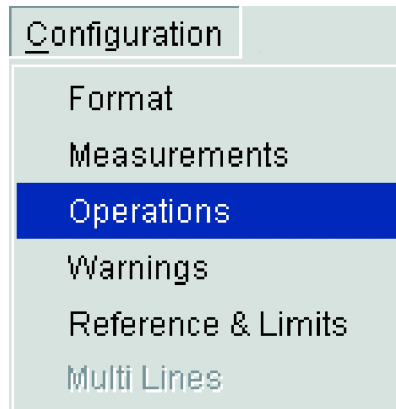 Configuration
Format
Measurements
Operations
Warnings
Reference & Limits
Multi Lines